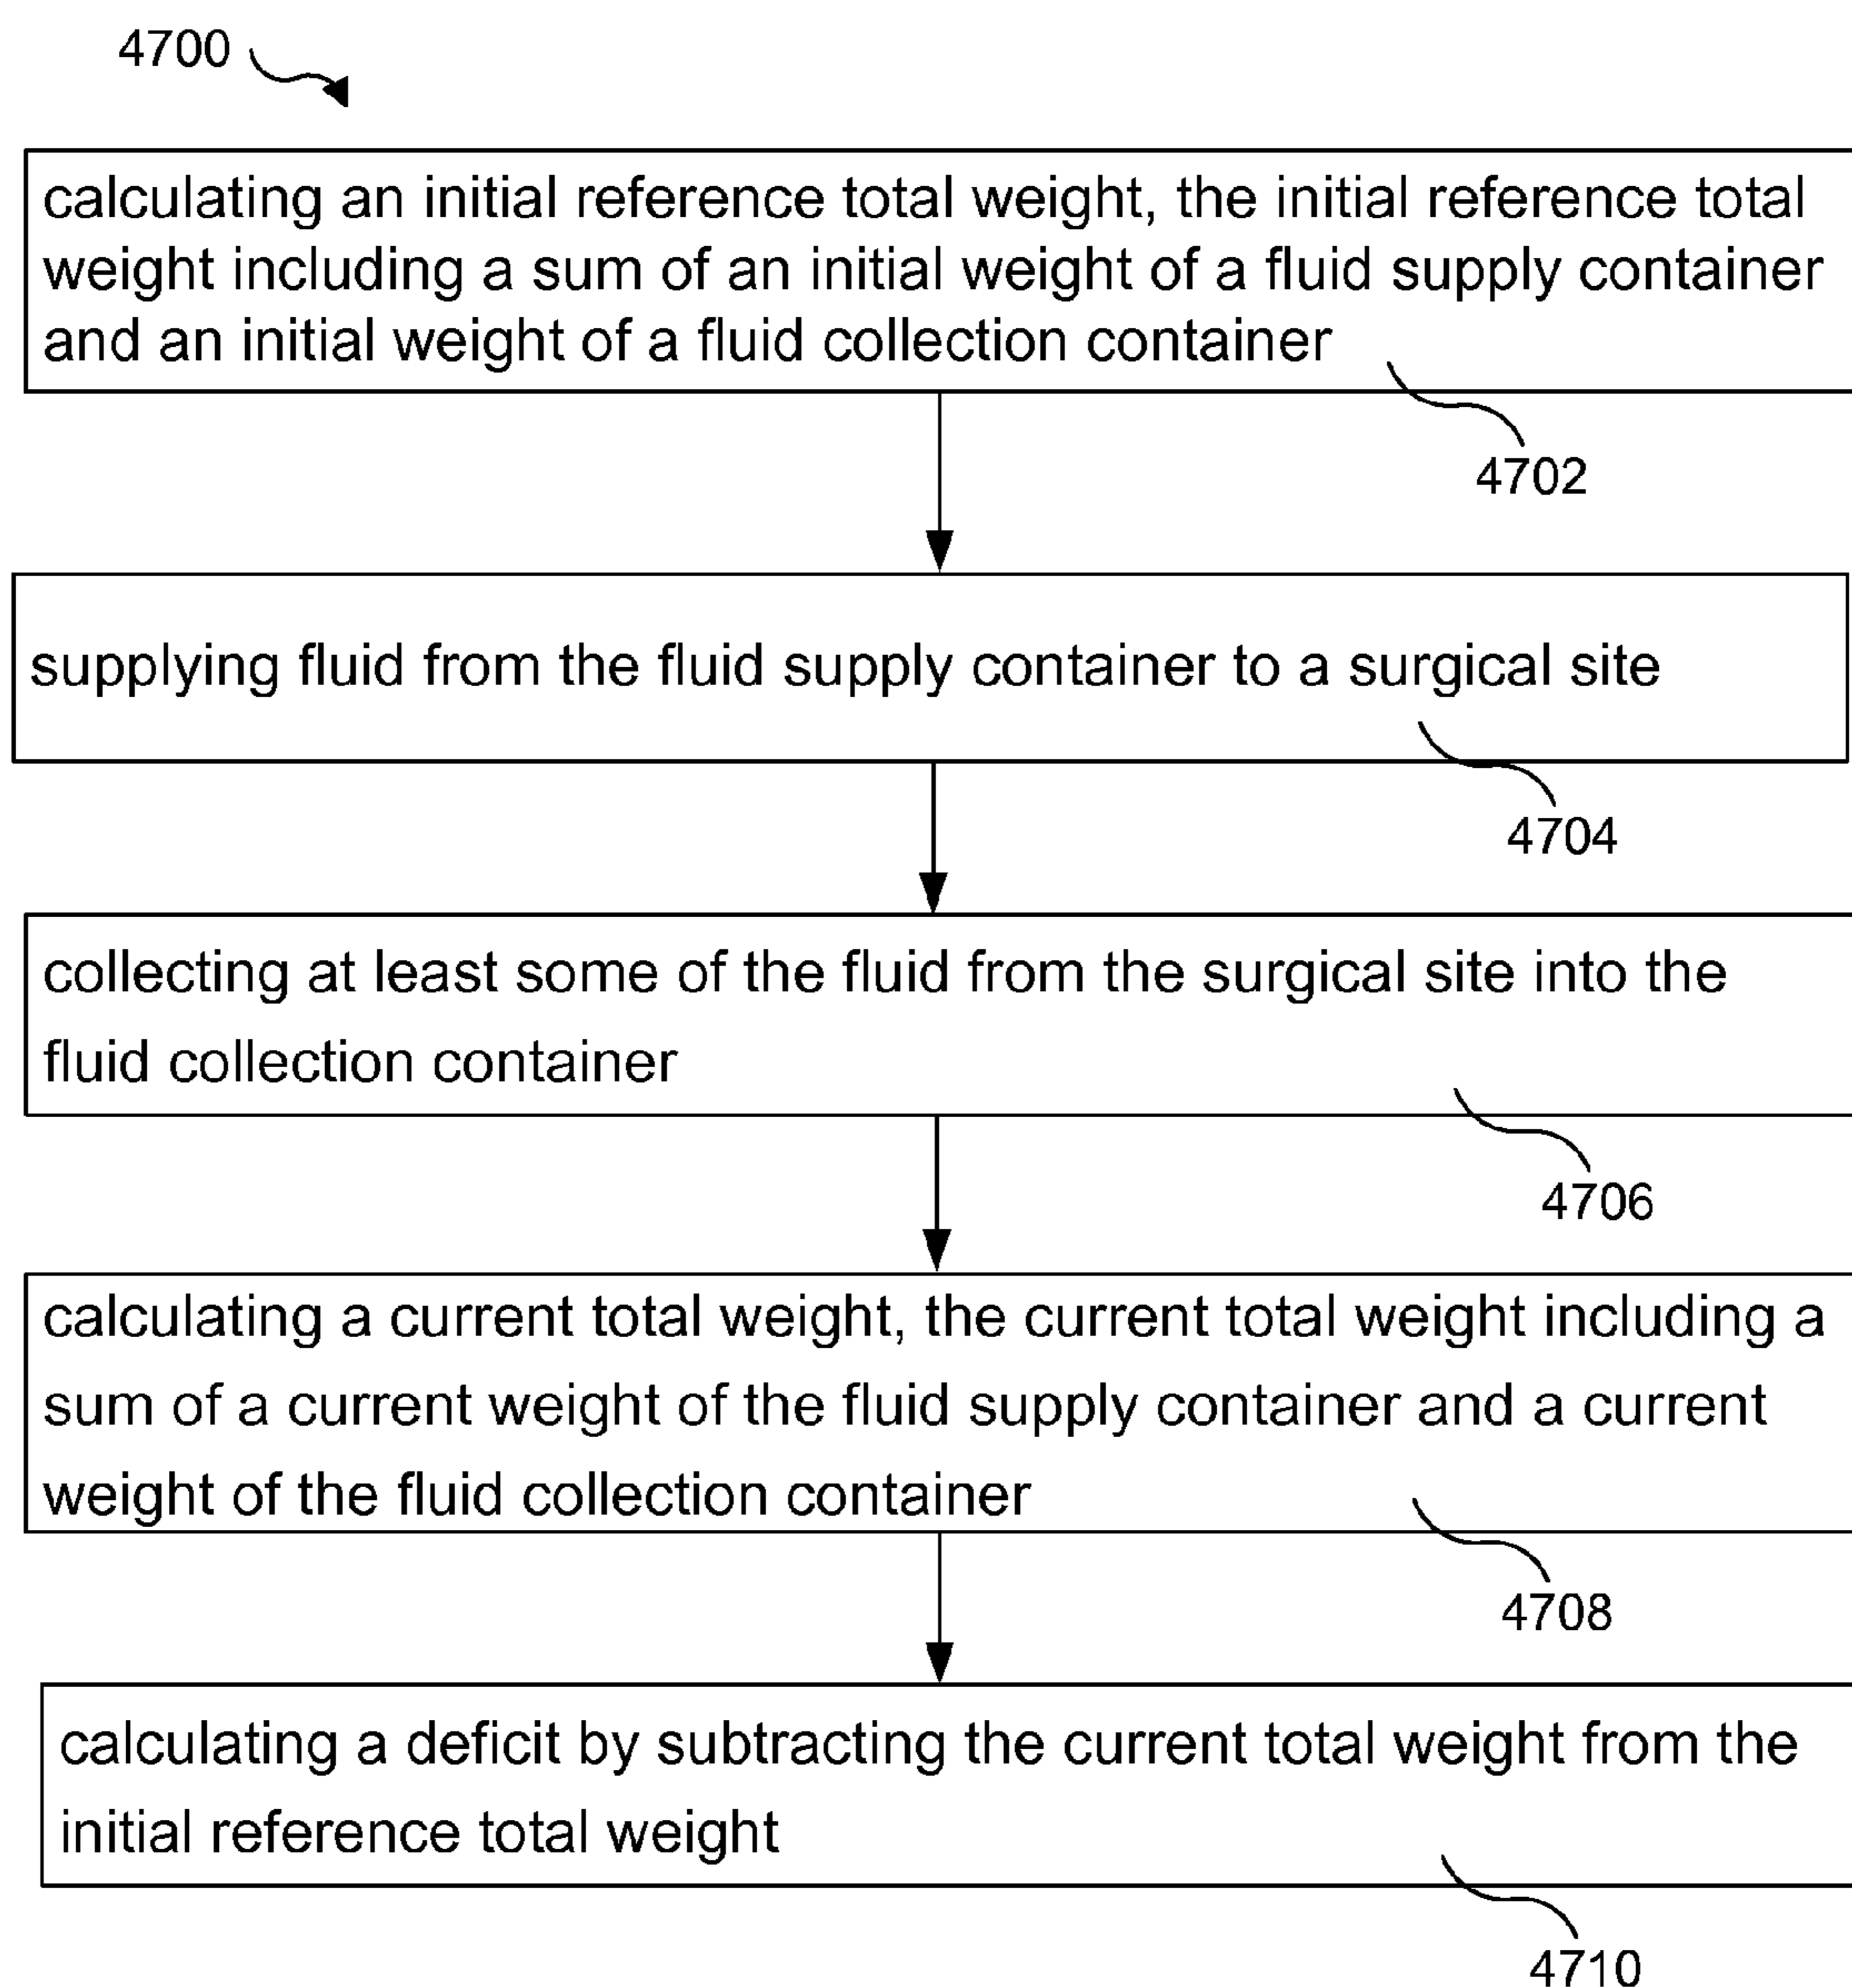 4700
calculating an initial reference total weight, the initial reference total
weight including a sum of an initial weight of a fluid supply container
and an initial weight of a fluid collection container
4702
supplying fluid from the fluid supply container to a surgical site
4704
collecting at least some of the fluid from the surgical site into the
fluid collection container
4706
calculating a current total weight, the current total weight including a
sum of a current weight of the fluid supply container and a current
weight of the fluid collection container
4708
calculating a deficit by subtracting the current total weight from the
initial reference total weight
4710